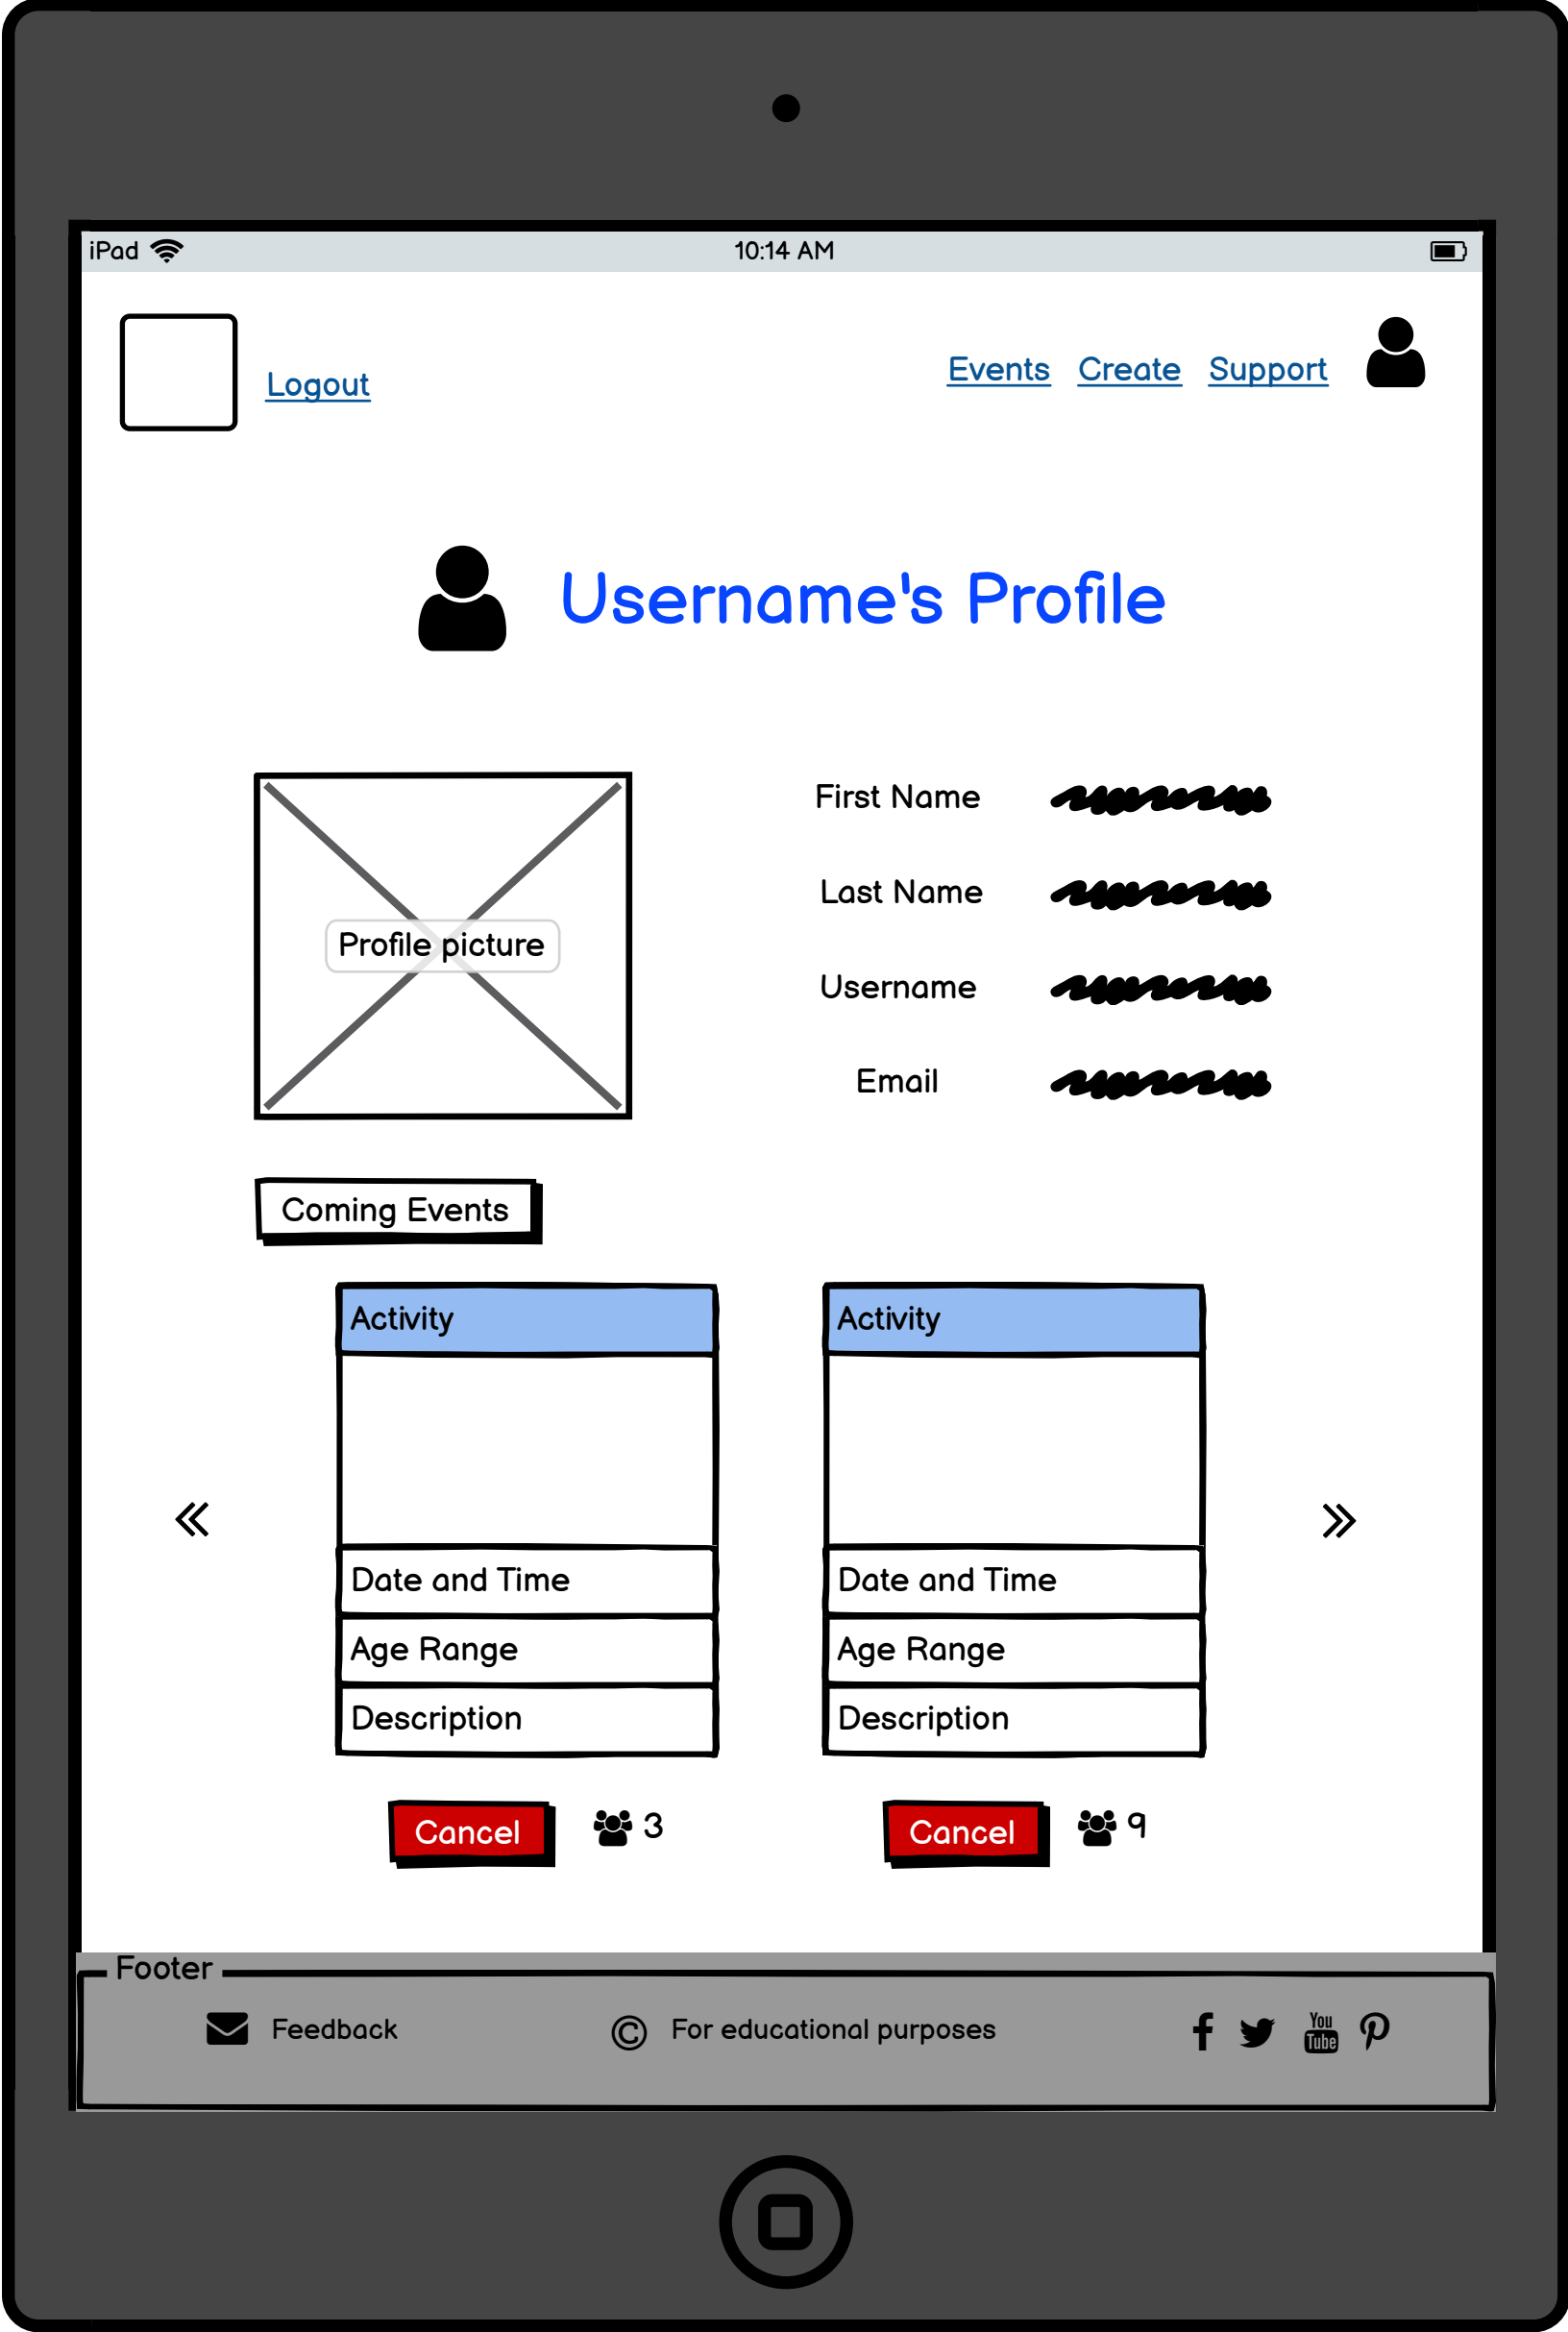 iPad 10:14 AM
Logout Events Create Support
Username's Profile
First Name
Last Name
Profile picture
Username
Email
Coming Events
Activity Activity
Date and Time Date and Time
Age Range Age Range
Description Description
Cancel 3 Cancel 9
Footer
Feedback © For educational purposes f You Tube